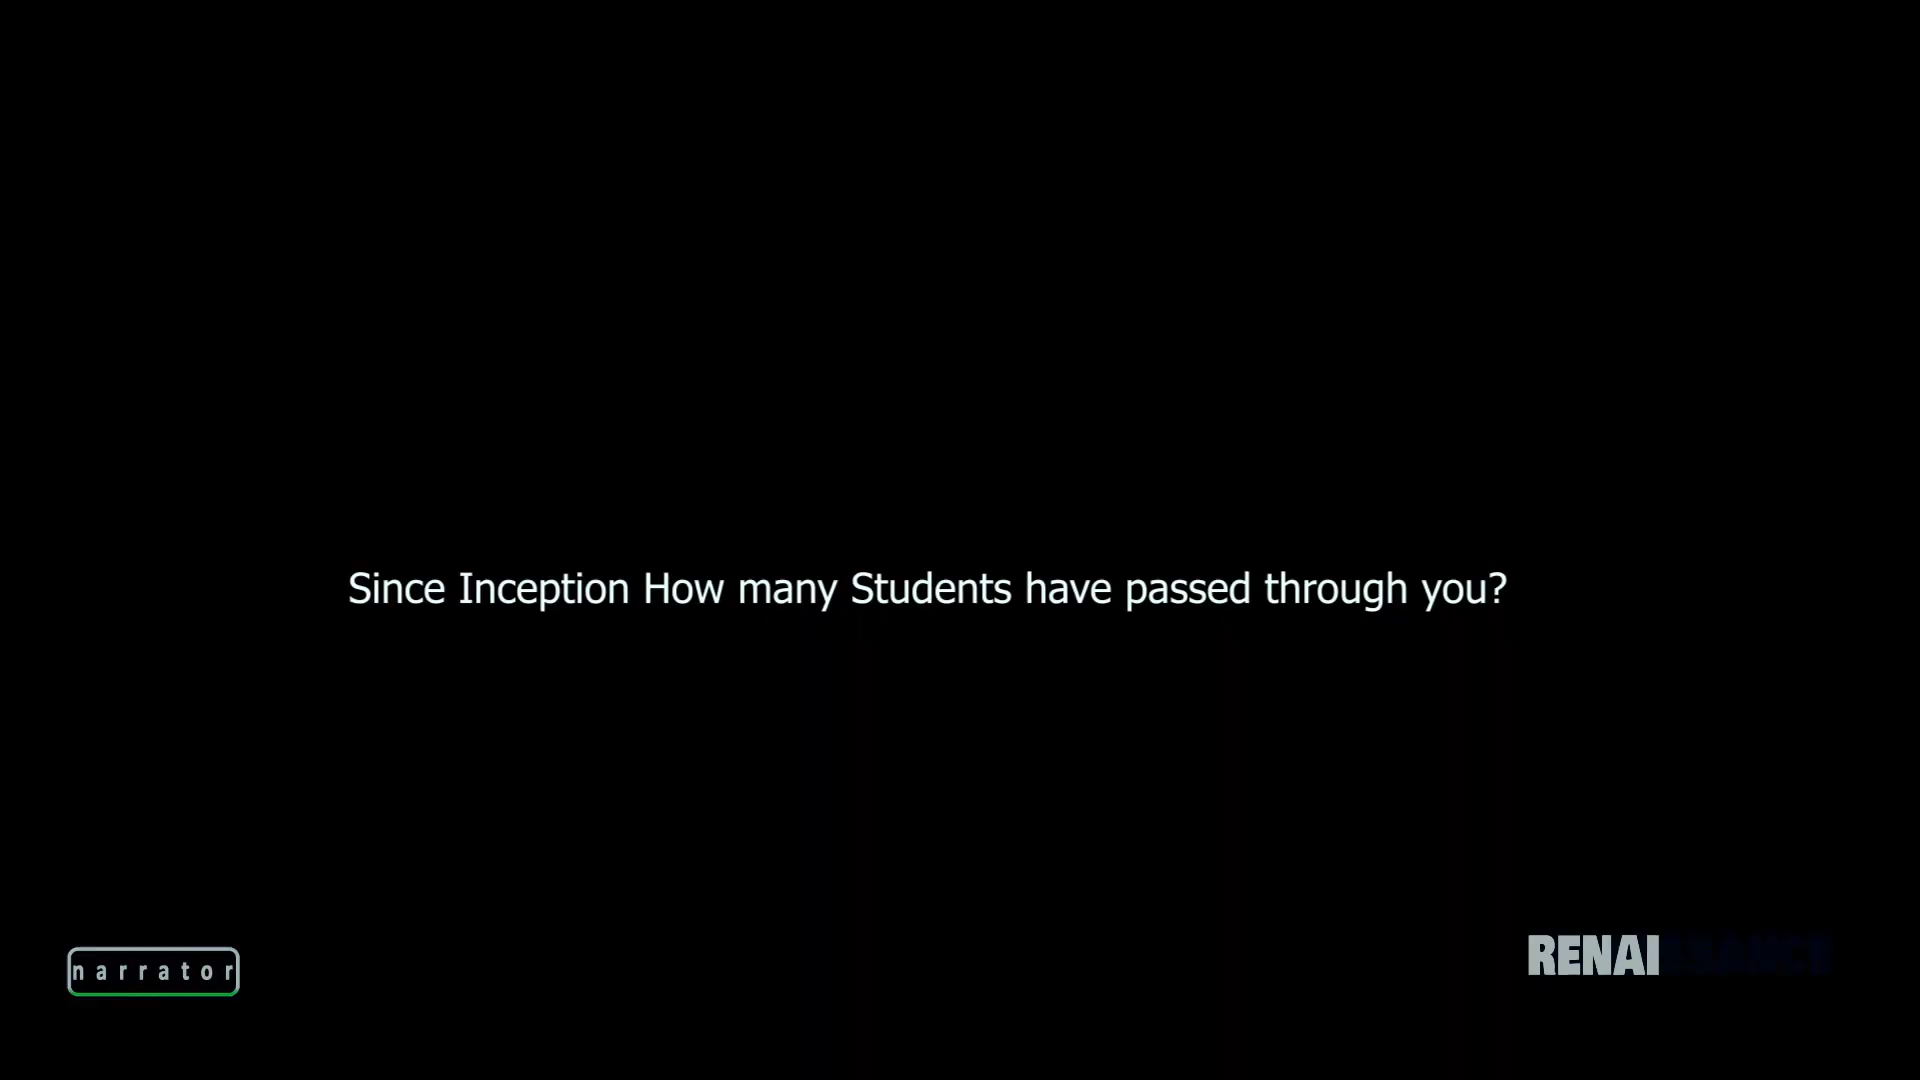 Since Inception How many Students have passed through you?
narrator
RENAI